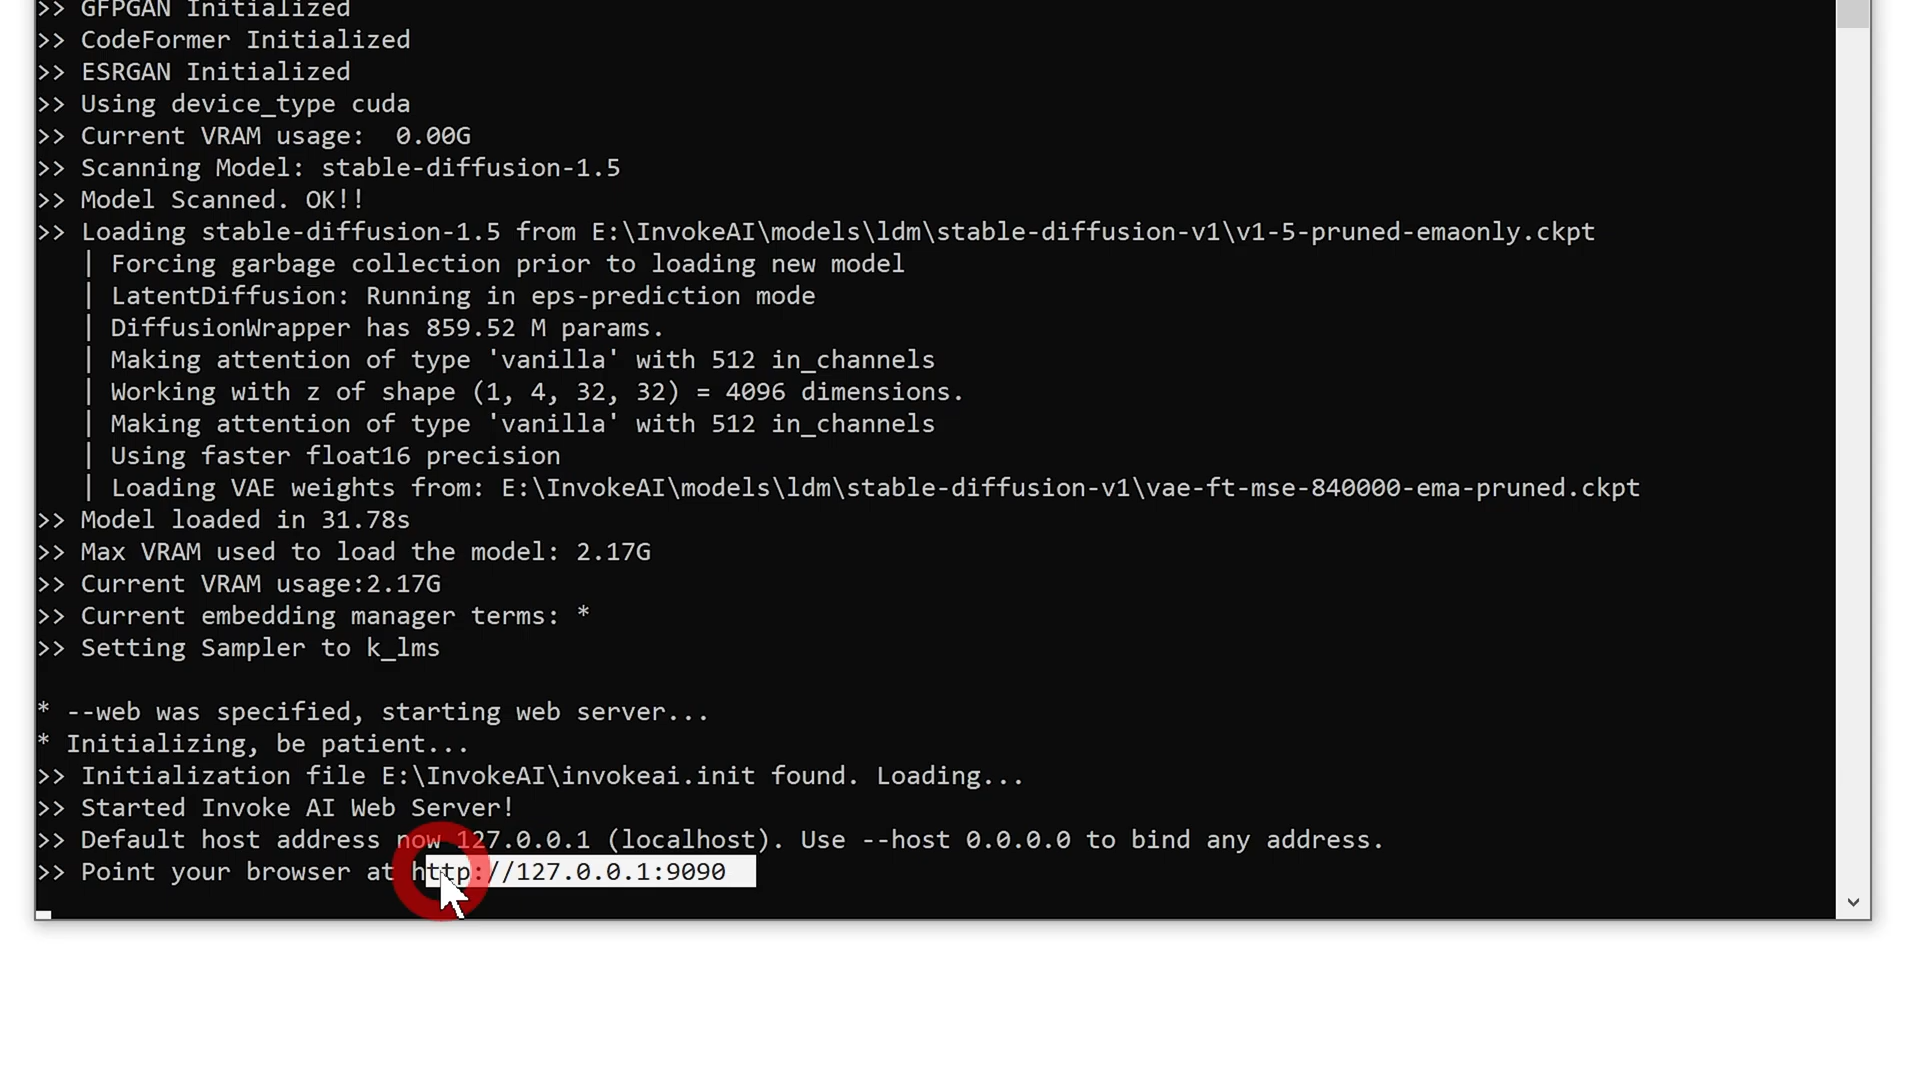 >> GFPGAN Initialized
>> CodeFormer Initialized
>> ESRGAN Initialized
>> Using device_type cuda
>> Current VRAM usage:  0.00G
>> Scanning Model: stable-diffusion-1.5
>> Model Scanned. OK!!
>> Loading stable-diffusion-1.5 from E:\InvokeAI\models\ldm\stable-diffusion-v1\v1-5-pruned-emaonly.ckpt
| Forcing garbage collection prior to loading new model
| LatentDiffusion: Running in eps-prediction mode
| DiffusionWrapper has 859.52 M params.
| Making attention of type 'vanilla' with 512 in_channels
| Working with z of shape (1, 4, 32, 32) = 4096 dimensions.
| Making attention of type 'vanilla' with 512 in_channels
| Using faster float16 precision
| Loading VAE weights from: E:\InvokeAI\models\ldm\stable-diffusion-v1\vae-ft-mse-840000-ema-pruned.ckpt
>> Model loaded in 31.78s
>> Max VRAM used to load the model: 2.17G
>> Current VRAM usage:2.17G
>> Current embedding manager terms: *
>> Setting Sampler to k_lms
* --web was specified, starting web server...
* Initializing, be patient...
>> Initialization file E:\InvokeAI\invokeai.init found. Loading...
>> Started Invoke AI Web Server!
>> Default host address now 127.0.0.1 (localhost). Use --host 0.0.0.0 to bind any address.
>> Point your browser at http://127.0.0.1:9090